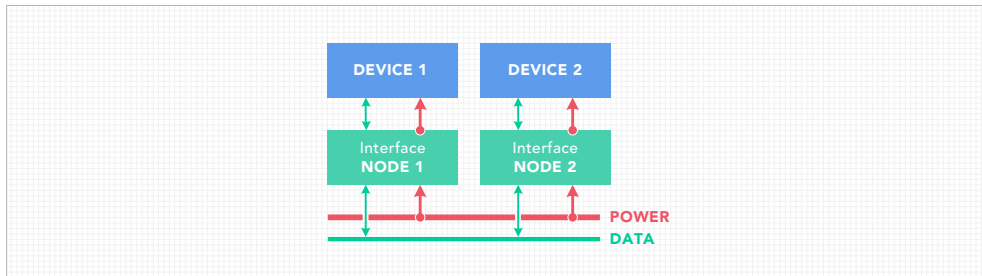 DEVICE 1
DEVICE 2
Interface
NODE 1
Interface
NODE 2
POWER
DATA